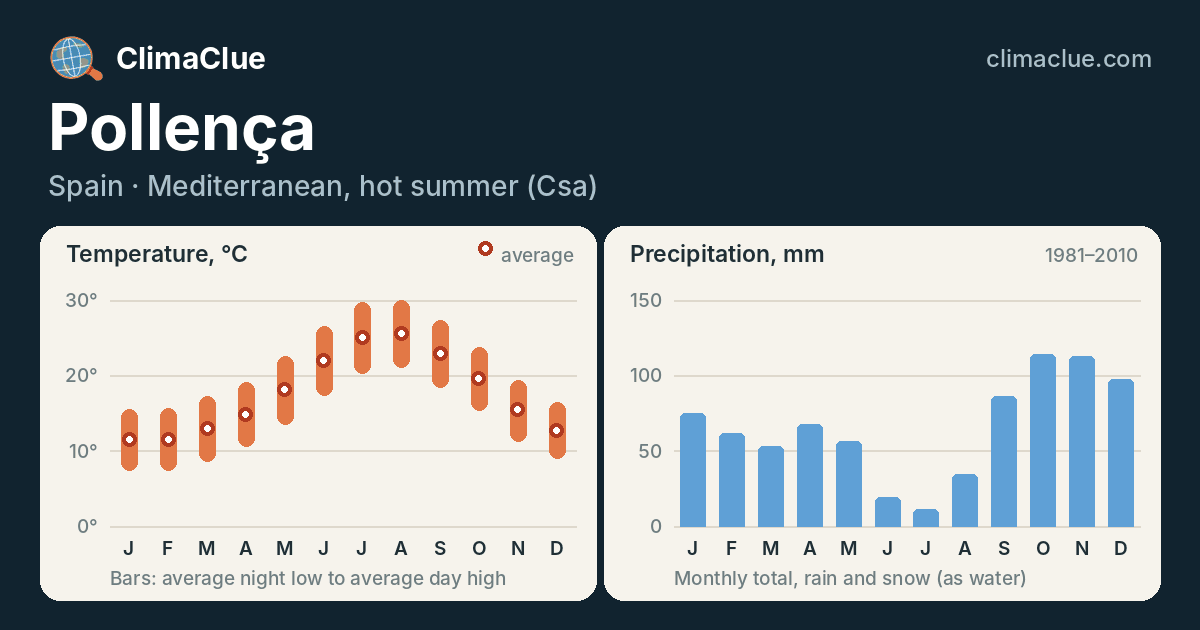 ClimaClue
climaclue.com
Pollença
Spain · Mediterranean, hot summer (Csa)
Temperature, °C
average
30°
20°
10°
0°
J F M A M J J A S O N D
Bars: average night low to average day high
Precipitation, mm
1981–2010
150
100
50
0
J F M A M J J A S O N D
Monthly total, rain and snow (as water)